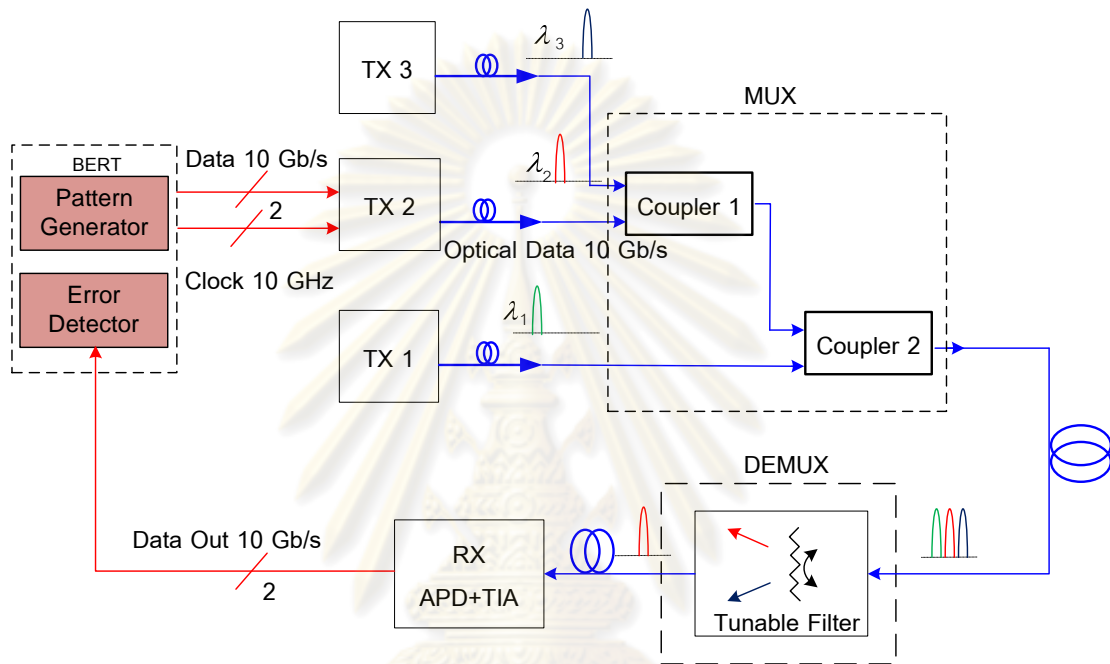 λ 3
TX 3
MUX
BERT
Data 10 Gb/s
Pattern
Generator
2
TX 2
λ2
Coupler 1
Optical Data 10 Gb/s
Clock 10 GHz
Error
Detector
λ1
TX 1
Coupler 2
DEMUX
Data Out 10 Gb/s
2
RX
APD+TIA
Tunable Filter